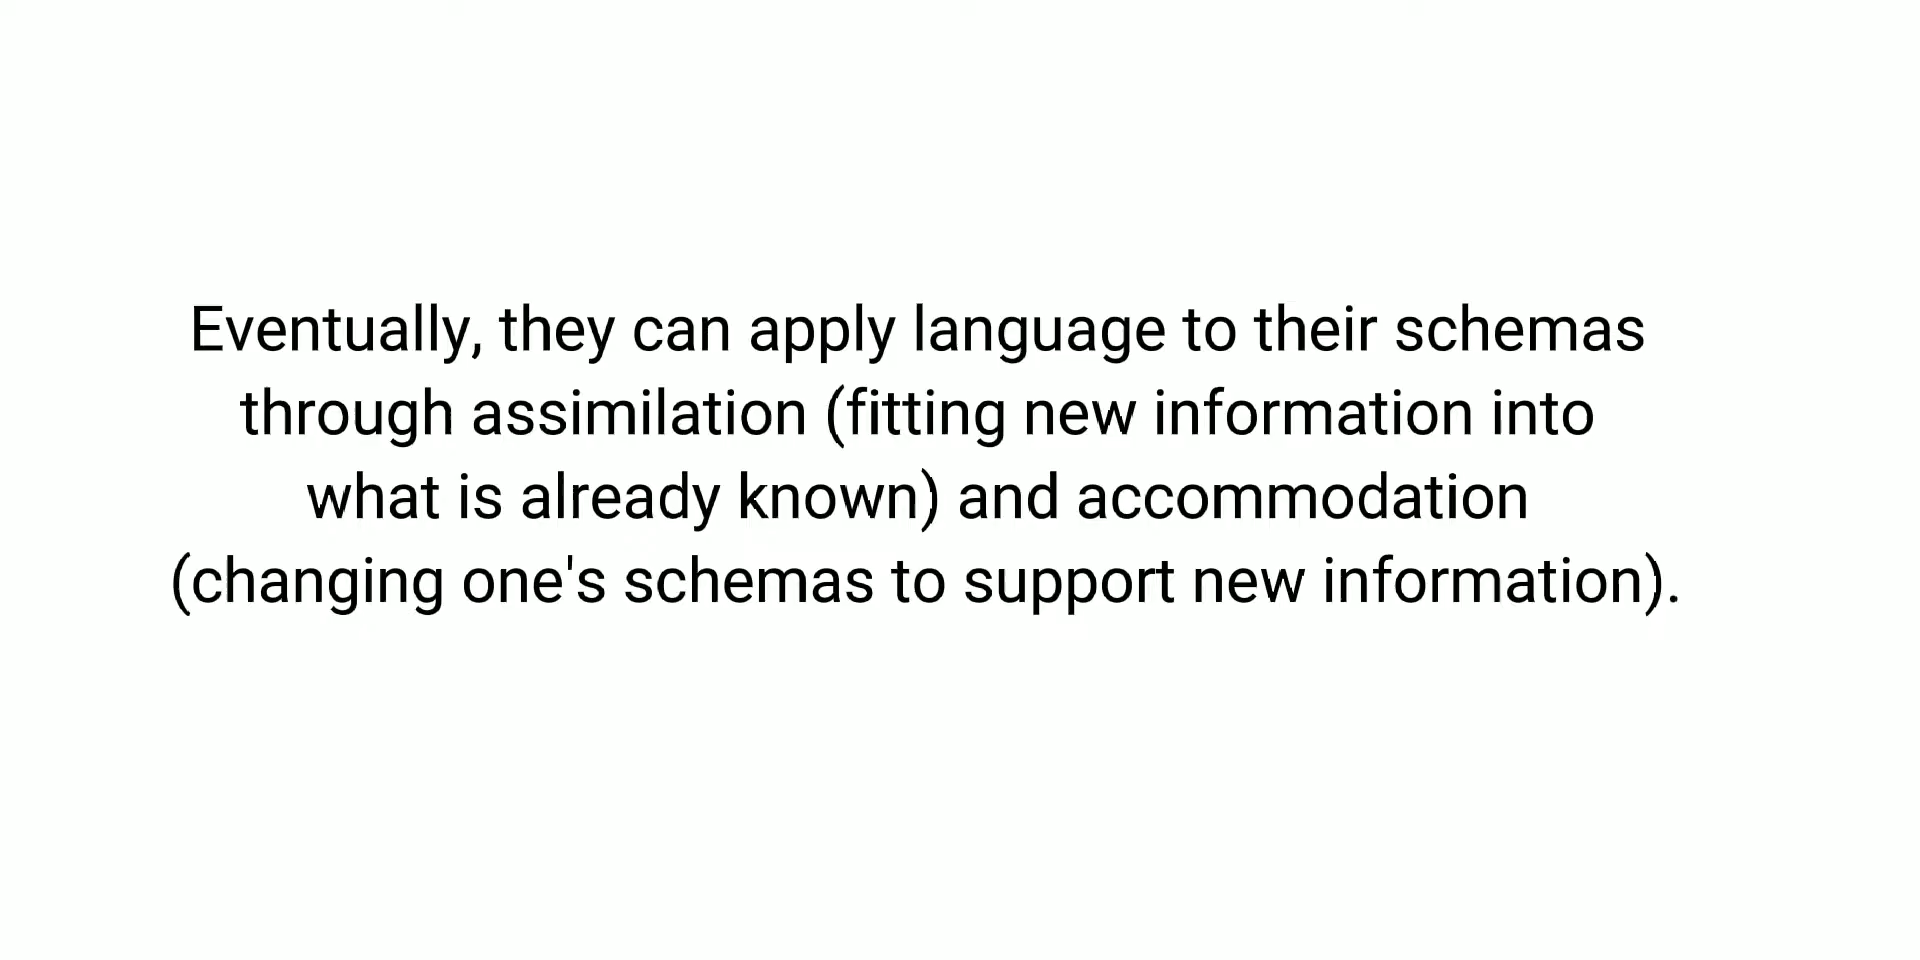 Eventually, they can apply language to their schemas
through assimilation (fitting new information into
what is already known) and accommodation
(changing one's schemas to support new information).